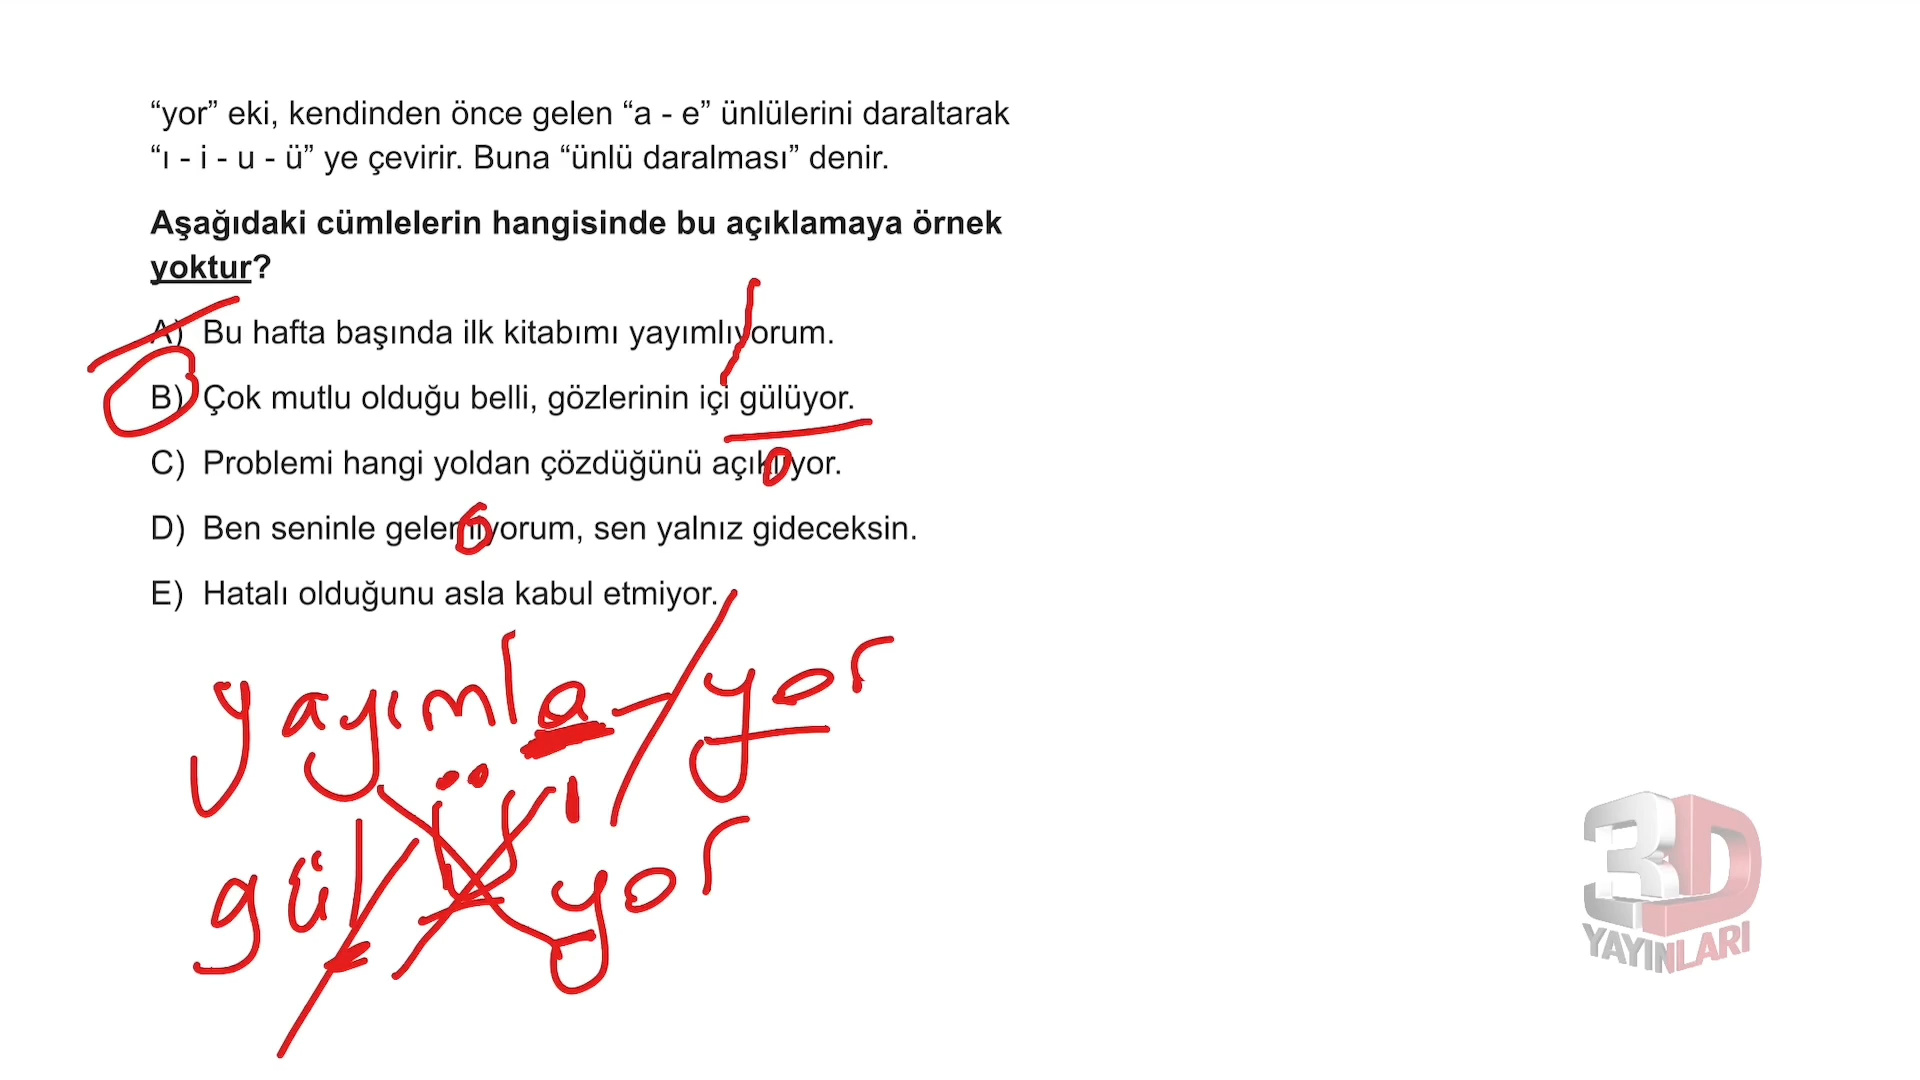 “yor” eki, kendinden önce gelen “a - e” ünlülerini daraltarak
“ı - i - u - ü” ye çevirir. Buna “ünlü daralması” denir.
Aşağıdaki cümlelerin hangisinde bu açıklamaya örnek
yoktur?
A) Bu hafta başında ilk kitabımı yayımlıyorum.
B) Çok mutlu olduğu belli, gözlerinin içi gülüyor.
C) Problemi hangi yoldan çözdüğünü açıklıyor.
D) Ben seninle gelemiyorum, sen yalnız gideceksin.
E) Hatalı olduğunu asla kabul etmiyor.
yayımla-yor
ı
gül ü yor
3D
YAYINLARI